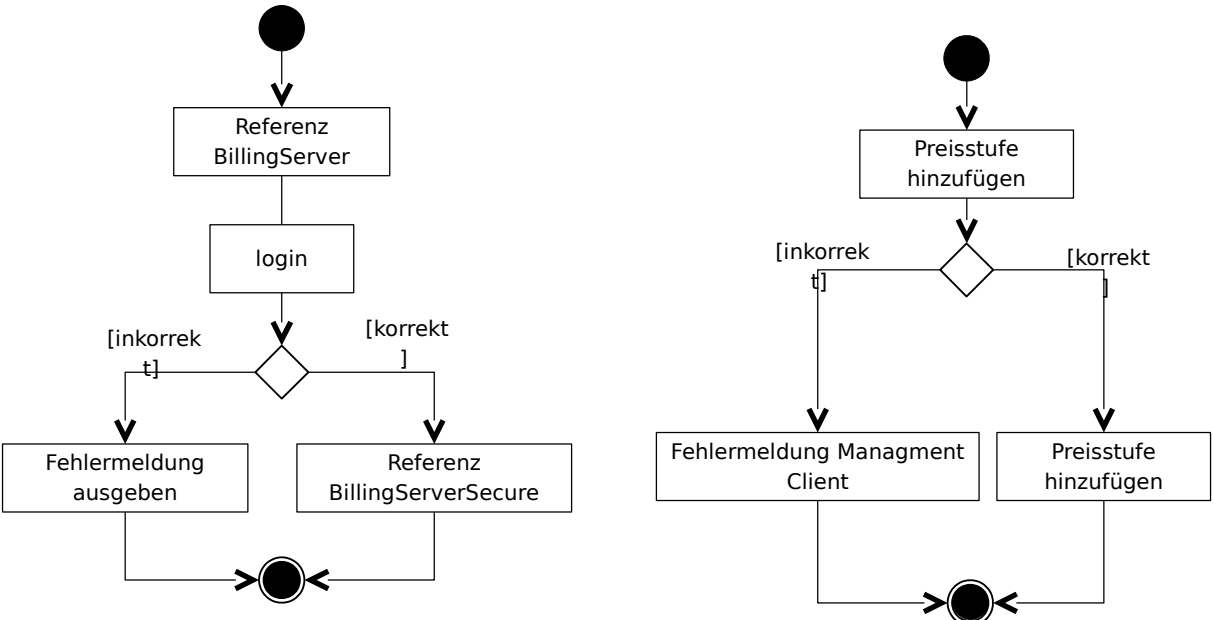 Referenz
BillingServer
login
[inkorrek
t]
[korrekt
]
Fehlermeldung
ausgeben
Referenz
BillingServerSecure
Preisstufe
hinzufügen
[inkorrek
t]
[korrekt
]
Fehlermeldung Managment
Client
Preisstufe
hinzufügen